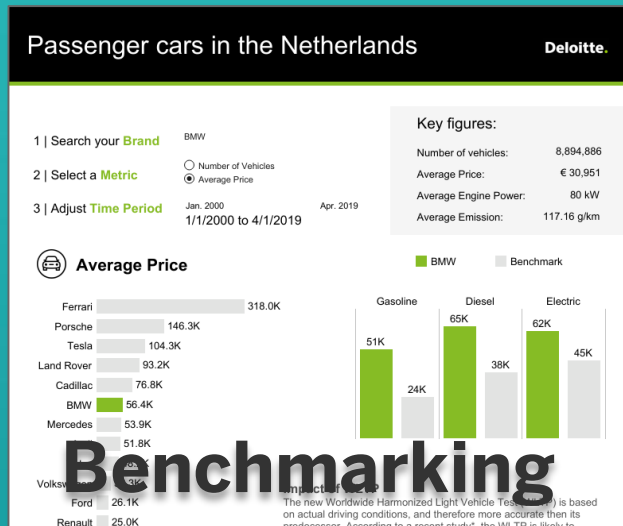 Passenger cars in the Netherlands
Deloitte.
1 | Search your Brand
BMW
2 | Select a Metric
Number of Vehicles
Average Price
3 | Adjust Time Period
Jan. 2000
Apr. 2019
1/1/2000 to 4/1/2019
Key figures:
Number of vehicles: 8,894,886
Average Price: € 30,951
Average Engine Power: 80 kW
Average Emission: 117.16 g/km
Average Price
Ferrari 318.0K
Porsche 146.3K
Tesla 104.3K
Land Rover 93.2K
Cadillac 76.8K
BMW 56.4K
Mercedes 53.9K
51.8K
Ford 26.1K
Renault 25.0K
BMW
Benchmark
Gasoline Diesel Electric
51K 24K
65K 38K
62K 45K
Benchmarking
The new Worldwide Harmonized Light Vehicle Test is based
on actual driving conditions, and therefore more accurate then its